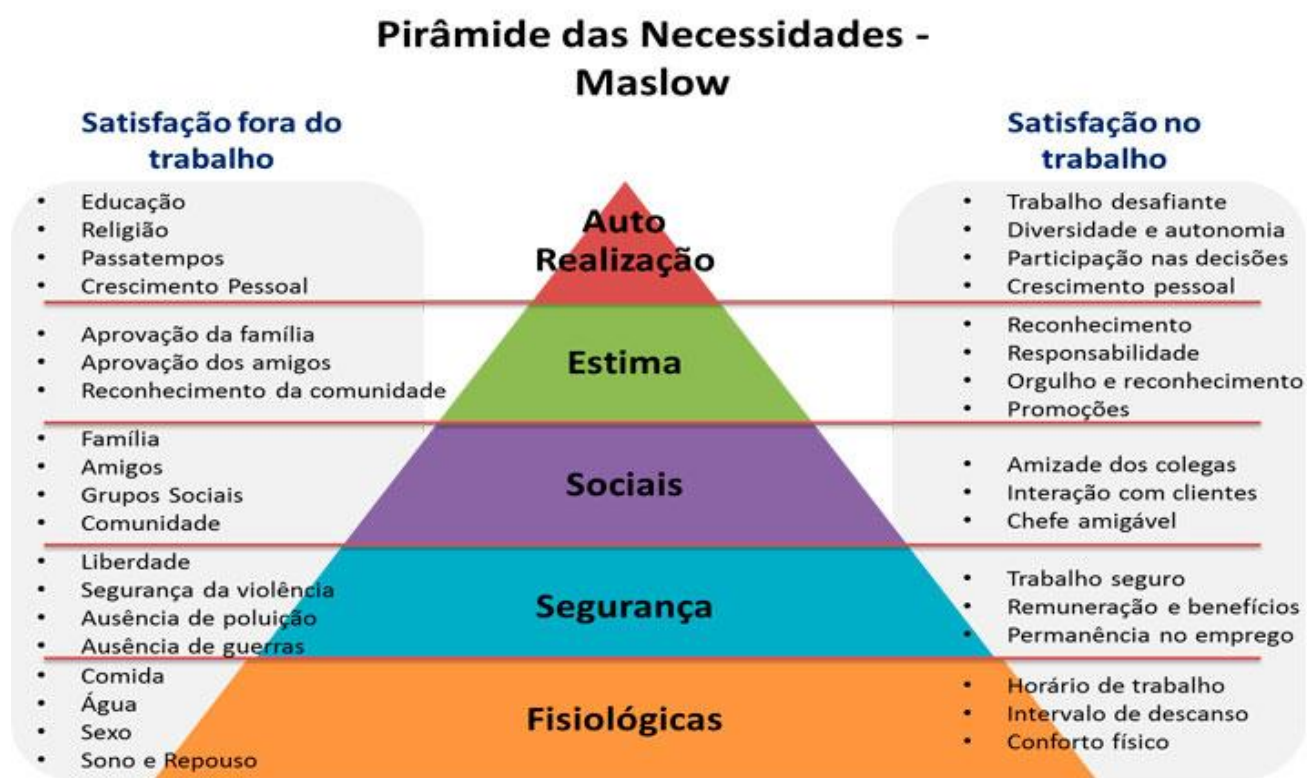 Pirâmide das Necessidades -
Maslow
Satisfação fora do
trabalho
• Educação
• Religião
• Passatempos
• Crescimento Pessoal
• Aprovação da família
• Aprovação dos amigos
• Reconhecimento da comunidade
• Família
• Amigos
• Grupos Sociais
• Comunidade
• Liberdade
• Segurança da violência
• Ausência de poluição
• Ausência de guerras
• Comida
• Água
• Sexo
• Sono e Repouso
Auto
Realização
Estima
Sociais
Segurança
Fisiológicas
Satisfação no
trabalho
• Trabalho desafiante
• Diversidade e autonomia
• Participação nas decisões
• Crescimento pessoal
• Reconhecimento
• Responsabilidade
• Orgulho e reconhecimento
• Promoções
• Amizade dos colegas
• Interação com clientes
• Chefe amigável
• Trabalho seguro
• Remuneração e benefícios
• Permanência no emprego
• Horário de trabalho
• Intervalo de descanso
• Conforto físico